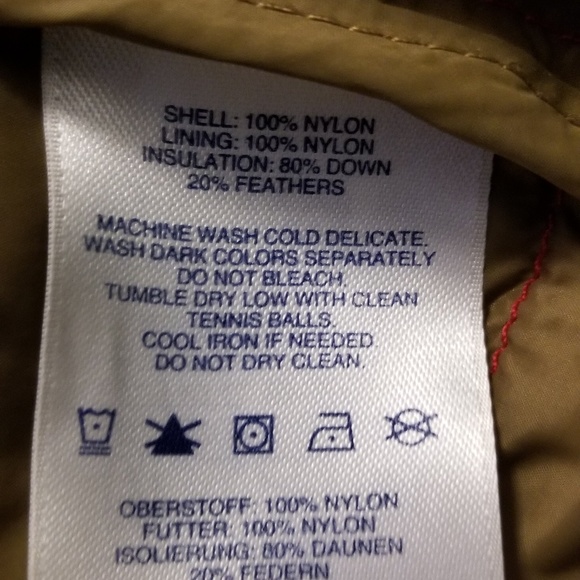 SHELL: 100% NYLON
LINING: 100% NYLON
INSULATION: 80% DOWN
20% FEATHERS
MACHINE WASH COLD DELICATE.
WASH DARK COLORS SEPARATELY
DO NOT BLEACH.
TUMBLE DRY LOW WITH CLEAN
TENNIS BALLS.
COOL IRON IF NEEDED
DO NOT DRY CLEAN.
OBERSTOFF: 100% NYLON
FUTTER: 100% NYLON
ISOLIERUNG: 80% DAUNEN
20% FEDERN